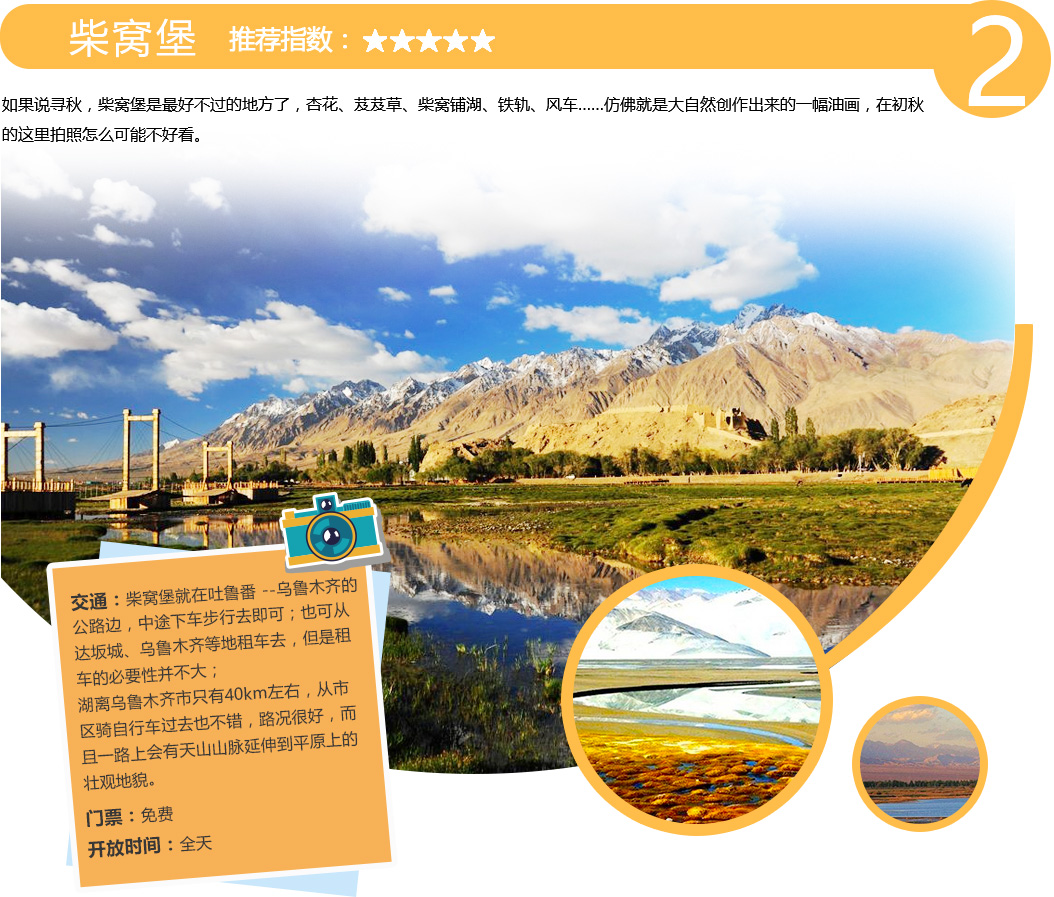 柴窝堡 推荐指数：★★★★★
2
如果说寻秋，柴窝堡是最好不过的地方了，杏花、芨芨草、柴窝铺湖、铁轨、风车......仿佛就是大自然创作出来的一幅油画，在初秋
的这里拍照怎么可能不好看。
交通：柴窝堡就在吐鲁番 --乌鲁木齐的
公路边，中途下车步行去即可；也可从
达坂城、乌鲁木齐等地租车去，但是租
车的必要性并不大；
湖离乌鲁木齐市只有40km左右，从市
区骑自行车过去也不错，路况很好，而
且一路上会有天山山脉延伸到平原上的
壮观地貌。
门票：免费
开放时间：全天